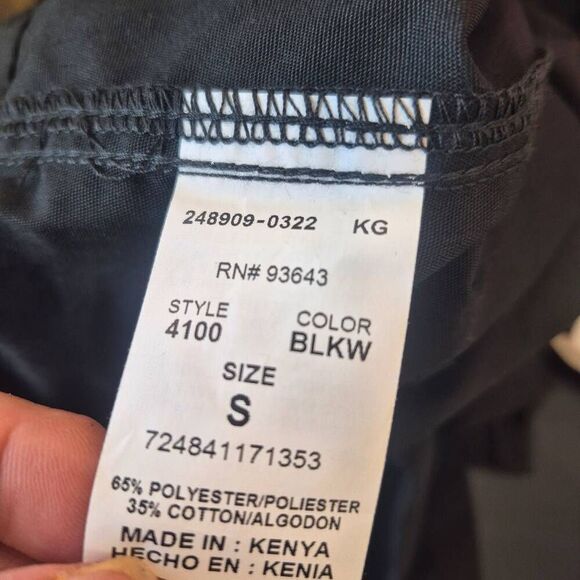 248909-0322 KG
RN# 93643
STYLE COLOR
4100 BLKW
SIZE
S
724841171353
65% POLYESTER/POLIESTER
35% COTTON/ALGODON
MADE IN : KENYA
HECHO EN : KENIA